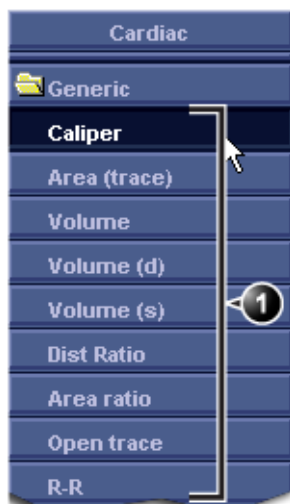 Cardiac
Generic
Caliper
Area (trace)
Volume
Volume (d)
Volume (s)
1
Dist Ratio
Area ratio
Open trace
R-R